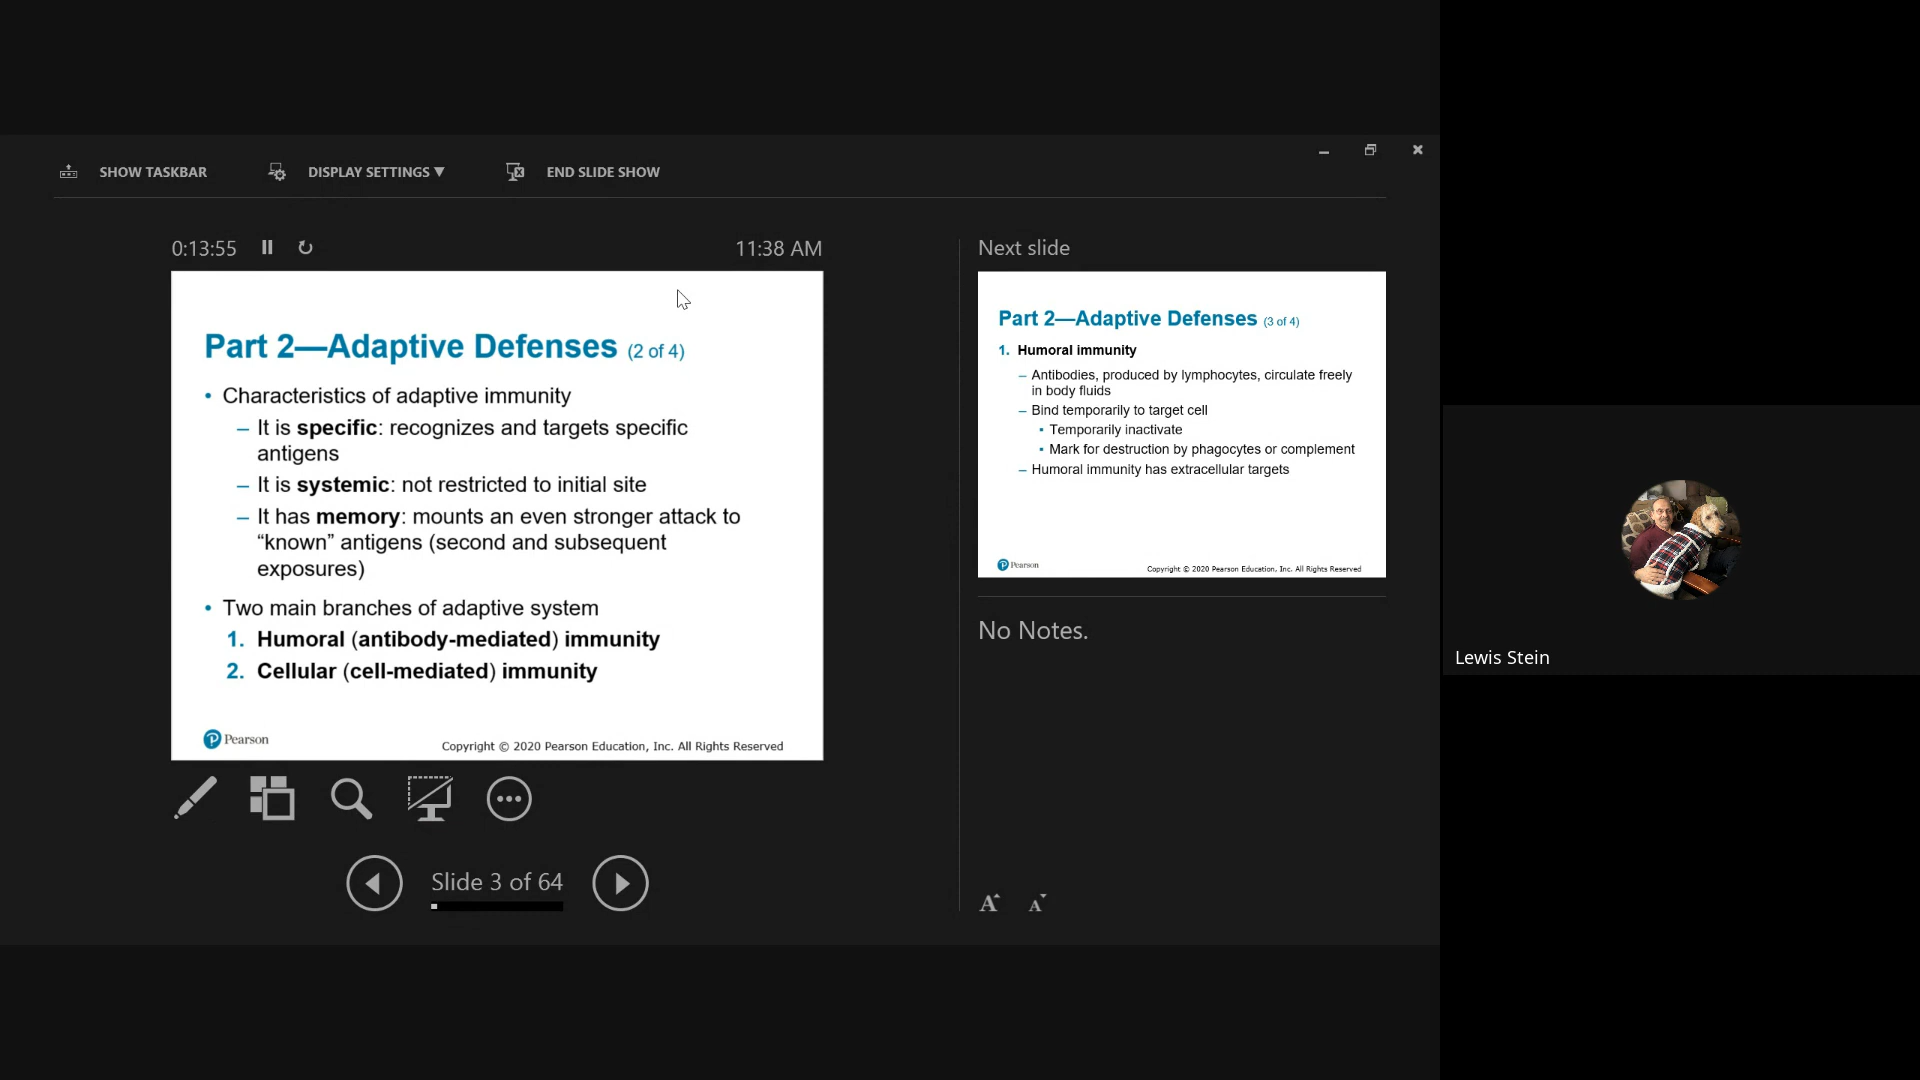 SHOW TASKBAR
DISPLAY SETTINGS ▼
END SLIDE SHOW
0:13:55
11:38 AM
Part 2—Adaptive Defenses (2 of 4)
• Characteristics of adaptive immunity
– It is specific: recognizes and targets specific
antigens
– It is systemic: not restricted to initial site
– It has memory: mounts an even stronger attack to
“known” antigens (second and subsequent
exposures)
• Two main branches of adaptive system
1. Humoral (antibody-mediated) immunity
2. Cellular (cell-mediated) immunity
Pearson
Copyright © 2020 Pearson Education, Inc. All Rights Reserved
Slide 3 of 64
Next slide
Part 2—Adaptive Defenses (3 of 4)
1. Humoral immunity
– Antibodies, produced by lymphocytes, circulate freely
in body fluids
– Bind temporarily to target cell
▪ Temporarily inactivate
▪ Mark for destruction by phagocytes or complement
– Humoral immunity has extracellular targets
Pearson
Copyright © 2020 Pearson Education, Inc. All Rights Reserved
No Notes.
A A
Lewis Stein